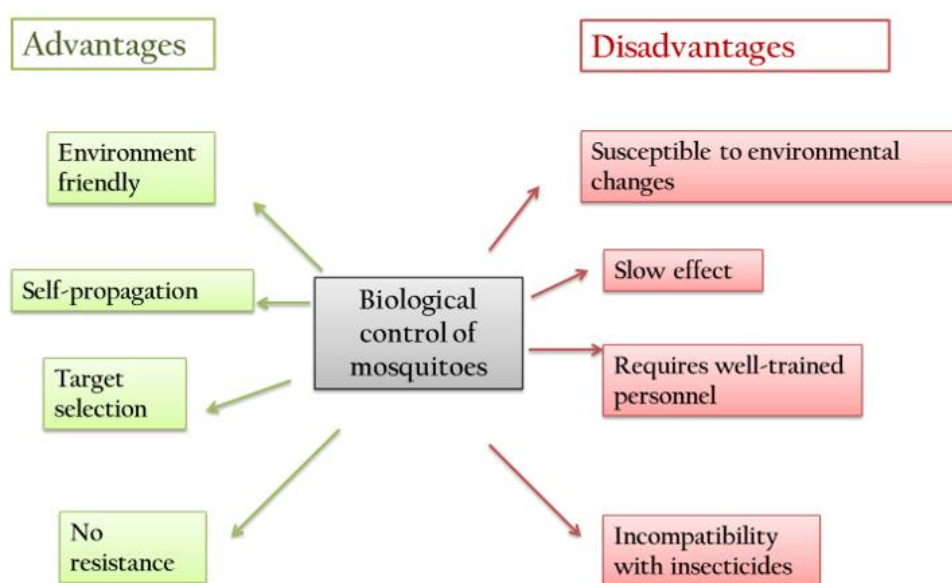 Advantages
Disadvantages
Environment
friendly
Susceptible to environmental
changes
Self-propagation
Slow effect
Biological
control of
mosquitoes
Target
selection
Requires well-trained
personnel
No
resistance
Incompatibility
with insecticides